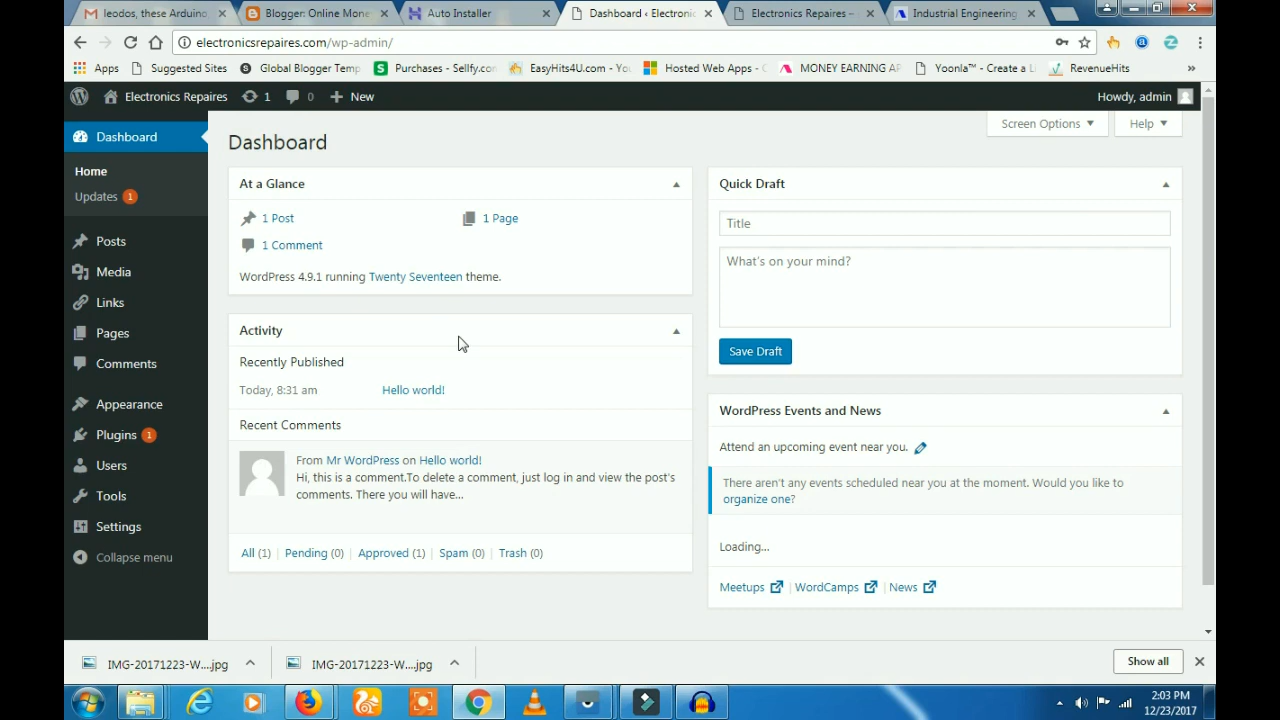 leodos, these Arduino
Blogger: Online Mone
Auto Installer
Dashboard ‹ Electronic
Electronics Repaires –
Industrial Engineering
electronicsrepaires.com/wp-admin/
Apps
Suggested Sites
Global Blogger Temp
Purchases - Sellfy.co
EasyHits4U.com - Yo
Hosted Web Apps -
MONEY EARNING AP
Yoonla™ - Create a Li
RevenueHits
»
Electronics Repaires
1
0
New
Howdy, admin
Dashboard
Home
Updates 1
Posts
Media
Links
Pages
Comments
Appearance
Plugins 1
Users
Tools
Settings
Collapse menu
Screen Options
Help
Dashboard
At a Glance
1 Post
1 Page
1 Comment
WordPress 4.9.1 running Twenty Seventeen theme.
Activity
Recently Published
Today, 8:31 am Hello world!
Recent Comments
From Mr WordPress on Hello world!
Hi, this is a comment.To delete a comment, just log in and view the post's
comments. There you will have...
All (1) | Pending (0) | Approved (1) | Spam (0) | Trash (0)
Quick Draft
Title
What's on your mind?
Save Draft
WordPress Events and News
Attend an upcoming event near you.
There aren't any events scheduled near you at the moment. Would you like to
organize one?
Loading...
Meetups | WordCamps | News
IMG-20171223-W....jpg
IMG-20171223-W....jpg
Show all
2:03 PM
12/23/2017